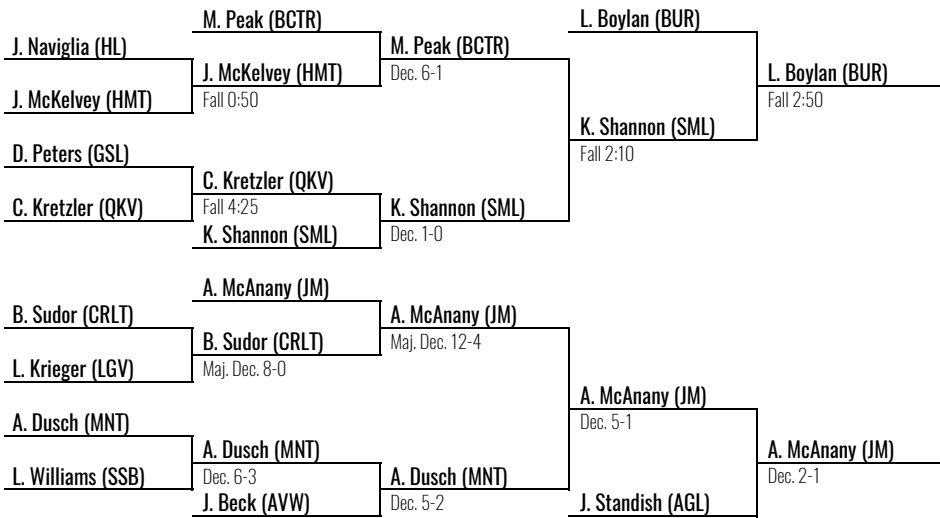 M. Peak (BCTR)
L. Boylan (BUR)
J. Naviglia (HL)
M. Peak (BCTR)
J. McKelvey (HMT)
Dec. 6-1
L. Boylan (BUR)
J. McKelvey (HMT)
Fall 0:50
Fall 2:50
K. Shannon (SML)
D. Peters (GSL)
Fall 2:10
C. Kretzler (QKV)
C. Kretzler (QKV)
Fall 4:25
K. Shannon (SML)
K. Shannon (SML)
Dec. 1-0
A. McAnany (JM)
B. Sudor (CRLT)
A. McAnany (JM)
B. Sudor (CRLT)
Maj. Dec. 12-4
L. Krieger (LGV)
Maj. Dec. 8-0
A. McAnany (JM)
A. Dusch (MNT)
Dec. 5-1
A. Dusch (MNT)
A. McAnany (JM)
L. Williams (SSB)
Dec. 6-3
A. Dusch (MNT)
Dec. 2-1
J. Beck (AVW)
Dec. 5-2
J. Standish (AGL)